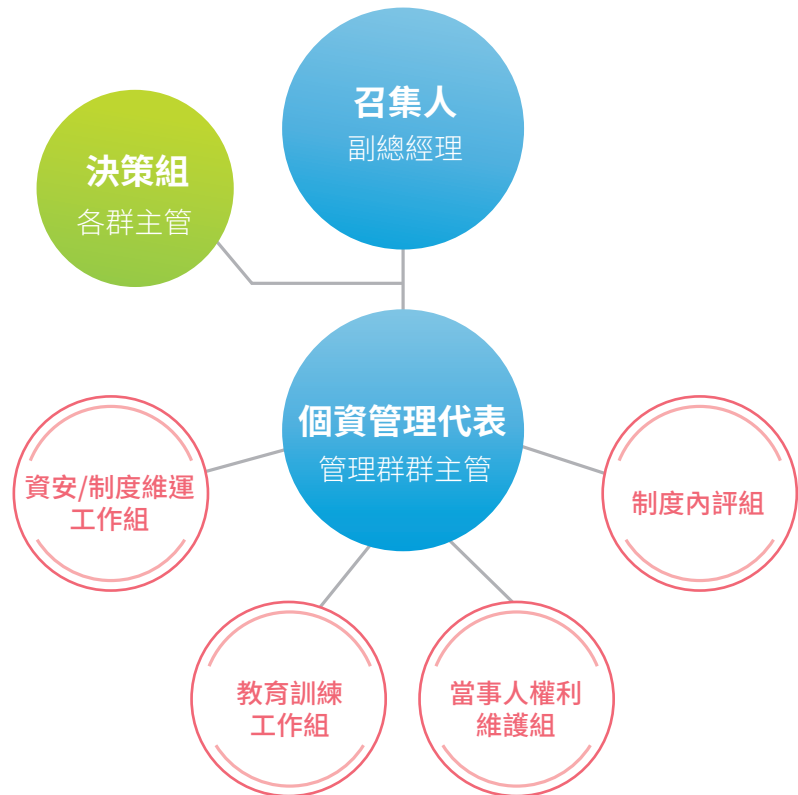 召集人
副總經理
決策組
各群主管
個資管理代表
管理群群主管
資安/制度維運
工作組
制度內評組
教育訓練
工作組
當事人權利
維護組